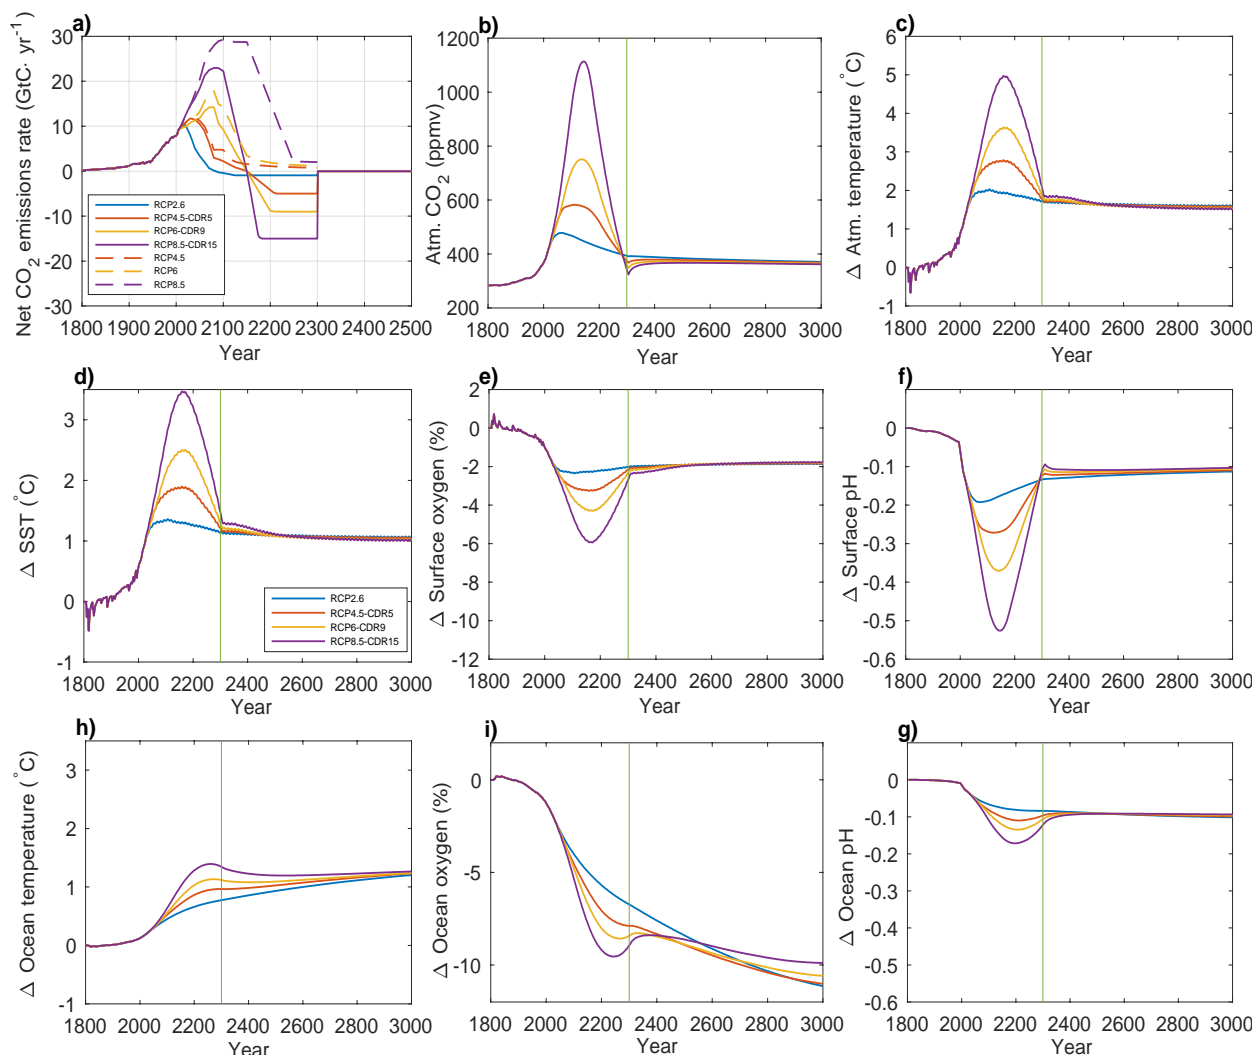 a)
Net CO2 emissions rate (GtC· yr-1)
30
20
10
0
-10
-20
-30
RCP2.6
RCP4.5-CDR5
RCP6-CDR9
RCP8.5-CDR15
RCP4.5
RCP6
RCP8.5
1800 1900 2000 2100 2200 2300 2400 2500
Year
b)
Atm. CO2 (ppmv)
1200
1000
800
600
400
200
1800 2000 2200 2400 2600 2800 3000
Year
c)
Δ Atm. temperature (°C)
6
5
4
3
2
1
0
-1
1800 2000 2200 2400 2600 2800 3000
Year
d)
Δ SST (°C)
3
2
1
0
-1
RCP2.6
RCP4.5-CDR5
RCP6-CDR9
RCP8.5-CDR15
1800 2000 2200 2400 2600 2800 3000
Year
e)
Δ Surface oxygen (%)
2
0
-2
-4
-6
-8
-10
-12
1800 2000 2200 2400 2600 2800 3000
Year
f)
Δ Surface pH
0
-0.1
-0.2
-0.3
-0.4
-0.5
-0.6
1800 2000 2200 2400 2600 2800 3000
Year
h)
Δ Ocean temperature (°C)
3
2
1
0
-1
1800 2000 2200 2400 2600 2800 3000
Year
i)
Δ Ocean oxygen (%)
0
-5
-10
1800 2000 2200 2400 2600 2800 3000
Year
g)
Δ Ocean pH
0
-0.1
-0.2
-0.3
-0.4
-0.5
-0.6
1800 2000 2200 2400 2600 2800 3000
Year